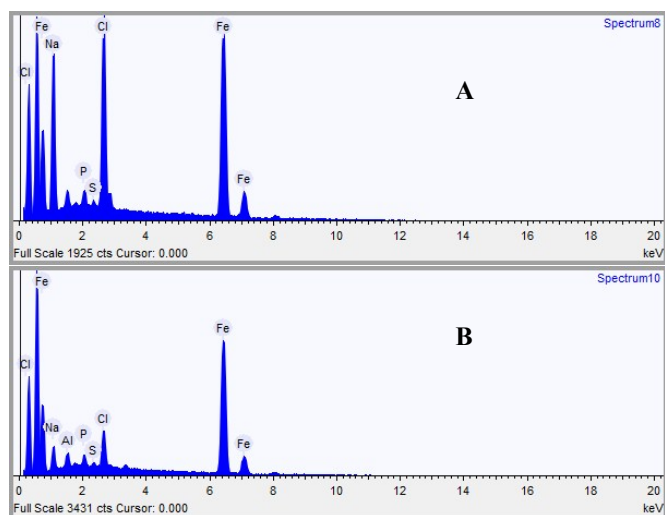 Spectrum8
Fe
Cl
Fe
Na
Cl
A
P
S
Fe
0 2 4 6 8 10 12 14 16 18 20
Full Scale 1925 cts Cursor: 0.000 keV
Spectrum10
Fe
Fe
B
Cl
Cl
Na
Al
P
S
Fe
0 2 4 6 8 10 12 14 16 18 20
Full Scale 3431 cts Cursor: 0.000 keV